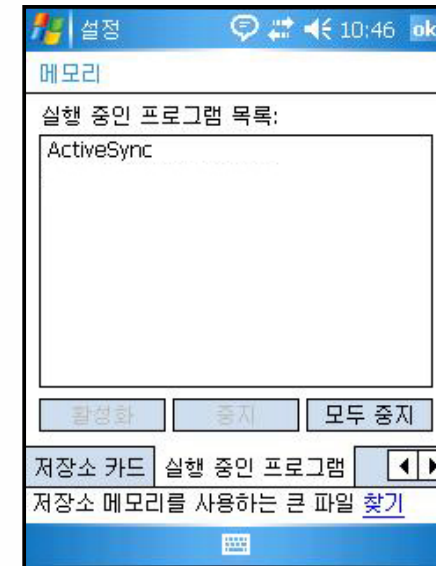 설정 10:46 ok
메모리
실행 중인 프로그램 목록:
ActiveSync
활성화 중지 모두 중지
저장소 카드 실행 중인 프로그램
저장소 메모리를 사용하는 큰 파일 찾기